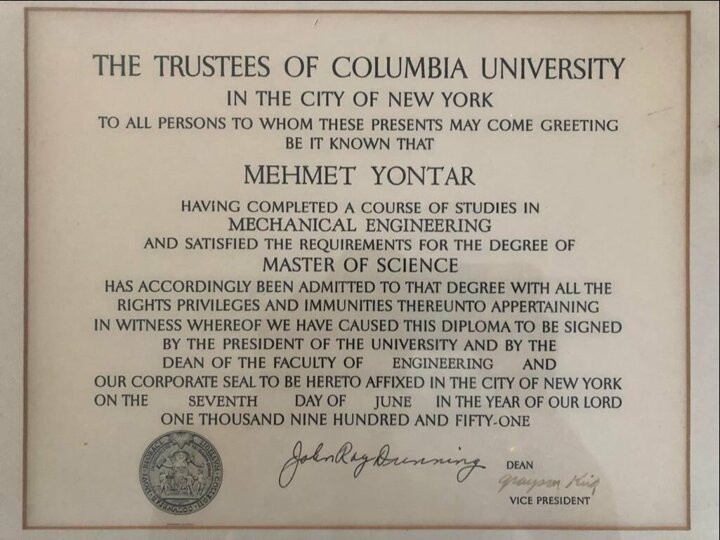 THE TRUSTEES OF COLUMBIA UNIVERSITY
IN THE CITY OF NEW YORK
TO ALL PERSONS TO WHOM THESE PRESENTS MAY COME GREETING
BE IT KNOWN THAT
MEHMET YONTAR
HAVING COMPLETED A COURSE OF STUDIES IN
MECHANICAL ENGINEERING
AND SATISFIED THE REQUIREMENTS FOR THE DEGREE OF
MASTER OF SCIENCE
HAS ACCORDINGLY BEEN ADMITTED TO THAT DEGREE WITH ALL THE
RIGHTS PRIVILEGES AND IMMUNITIES THEREUNTO APPERTAINING
IN WITNESS WHEREOF WE HAVE CAUSED THIS DIPLOMA TO BE SIGNED
BY THE PRESIDENT OF THE UNIVERSITY AND BY THE
DEAN OF THE FACULTY OF ENGINEERING AND
OUR CORPORATE SEAL TO BE HERETO AFFIXED IN THE CITY OF NEW YORK
ON THE SEVENTH DAY OF JUNE IN THE YEAR OF OUR LORD
ONE THOUSAND NINE HUNDRED AND FIFTY-ONE
John Ray Dunning DEAN
Grayson Kirk
VICE PRESIDENT